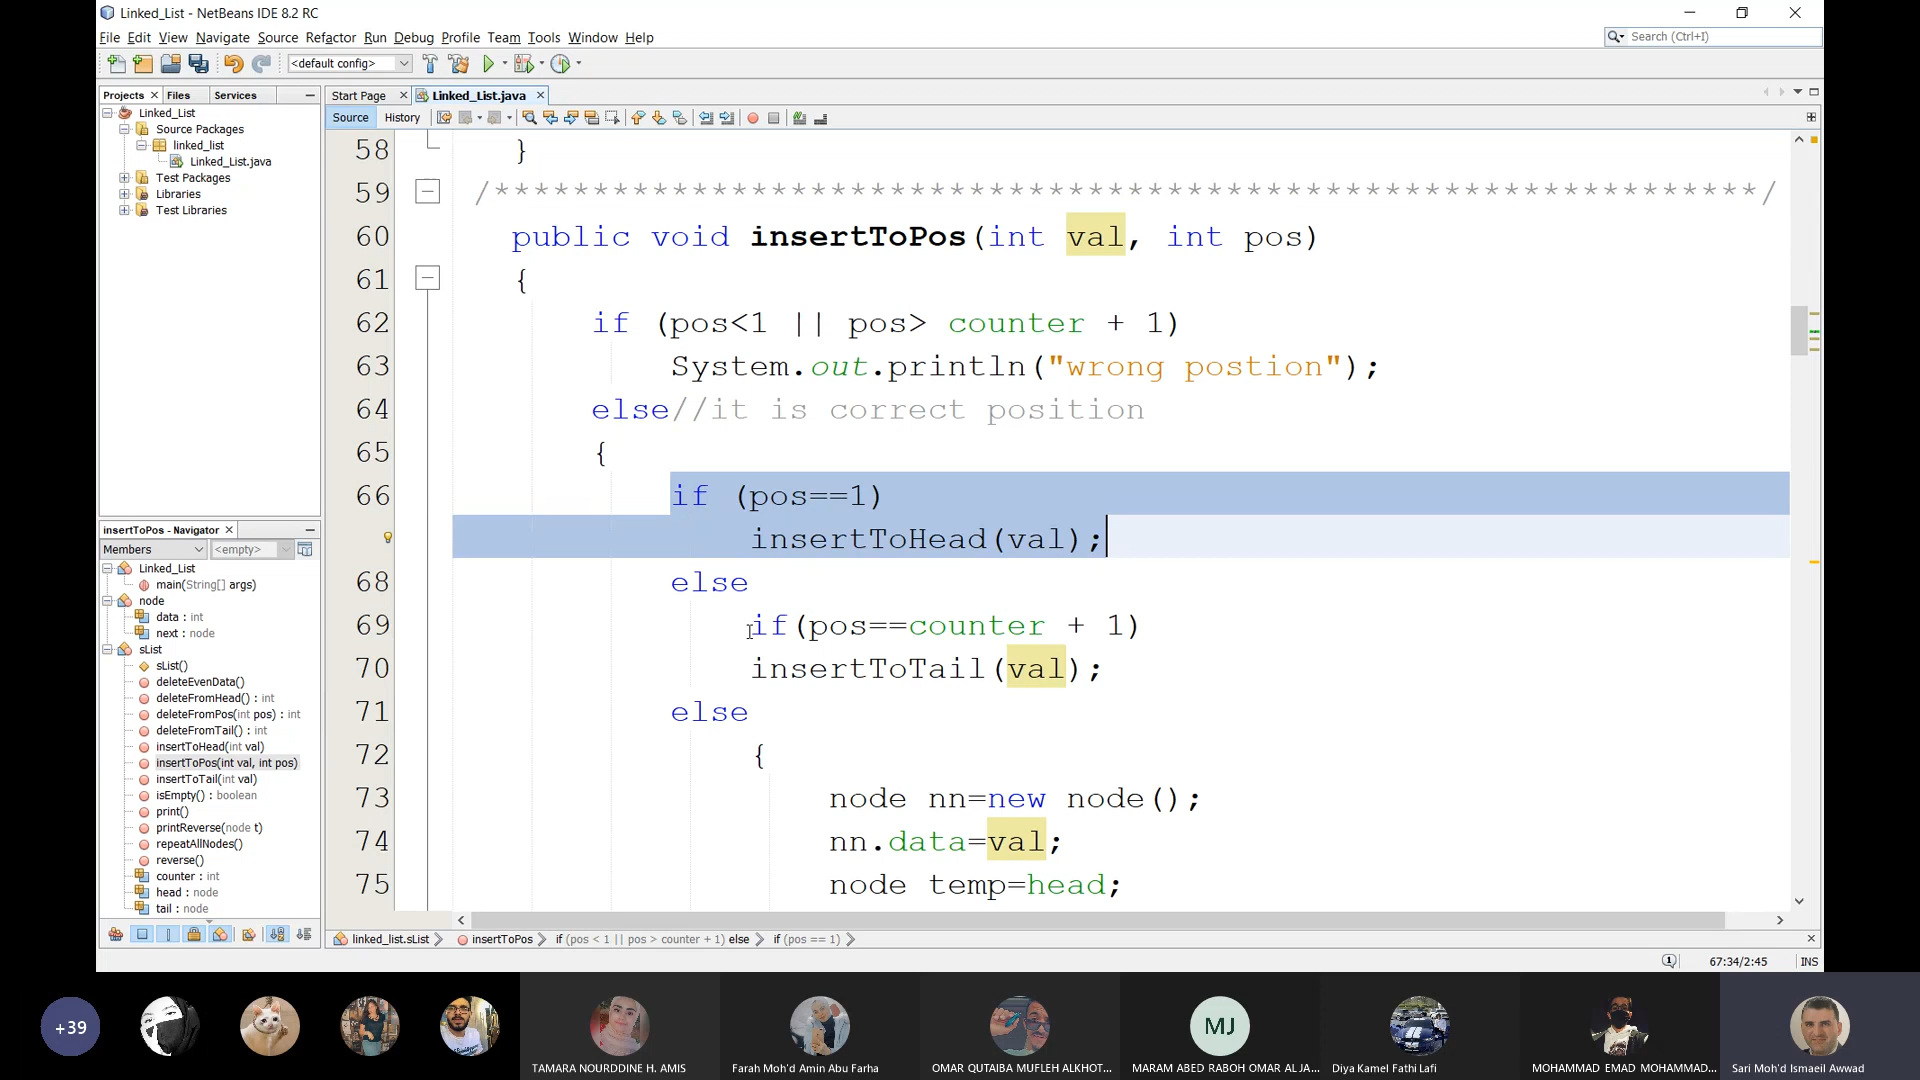 Linked_List - NetBeans IDE 8.2 RC
File Edit View Navigate Source Refactor Run Debug Profile Team Tools Window Help
Search (Ctrl+I)
<default config>
Projects Files Services
Linked_List
Source Packages
linked_list
Linked_List.java
Test Packages
Libraries
Test Libraries
insertToPos - Navigator
Members <empty>
Linked_List
main(String[] args)
node
data : int
next : node
sList
sList()
deleteEvenData()
deleteFromHead() : int
deleteFromPos(int pos) : int
deleteFromTail() : int
insertToHead(int val)
insertToPos(int val, int pos)
insertToTail(int val)
isEmpty() : boolean
print()
printReverse(node t)
repeatAllNodes()
reverse()
counter : int
head : node
tail : node
Start Page Linked_List.java
Source History
58 }
59 /****************************************************************/
60 public void insertToPos(int val, int pos)
61 {
62 if (pos<1 || pos> counter + 1)
63 System.out.println("wrong postion");
64 else//it is correct position
65 {
66 if (pos==1)
insertToHead(val);
68 else
69 if(pos==counter + 1)
70 insertToTail(val);
71 else
72 {
73 node nn=new node();
74 nn.data=val;
75 node temp=head;
linked_list.sList insertToPos if (pos < 1 || pos > counter + 1) else if (pos == 1)
1 67:34/2:45 INS
+39
TAMARA NOURDDINE H. AMIS
Farah Moh'd Amin Abu Farha
OMAR QUTAIBA MUFLEH ALKHOT...
MJ
MARAM ABED RABOH OMAR AL JA...
Diya Kamel Fathi Lafi
MOHAMMAD EMAD MOHAMMAD...
Sari Moh'd Ismaeil Awwad